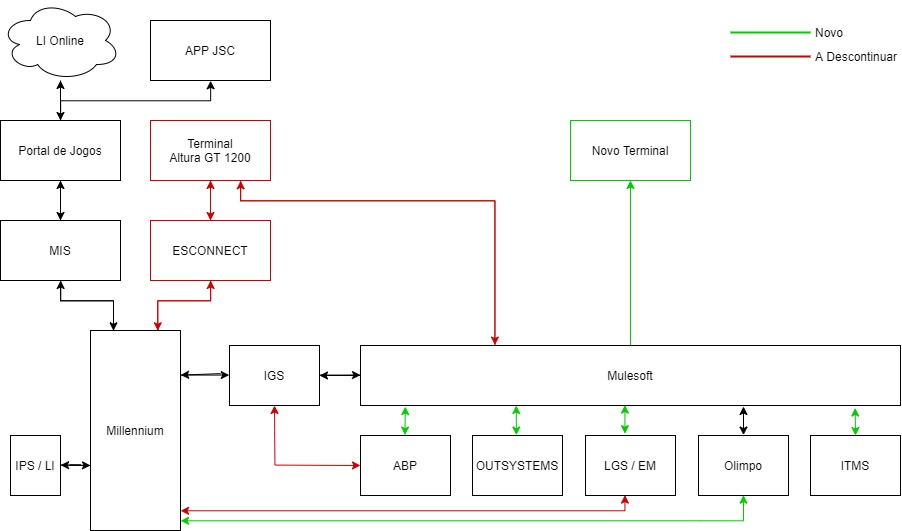 LI Online
APP JSC
Novo
A Descontinuar
Portal de Jogos
Terminal
Altura GT 1200
Novo Terminal
MIS
ESCONNECT
IGS
Mulesoft
Millennium
IPS / LI
ABP
OUTSYSTEMS
LGS / EM
Olimpo
ITMS